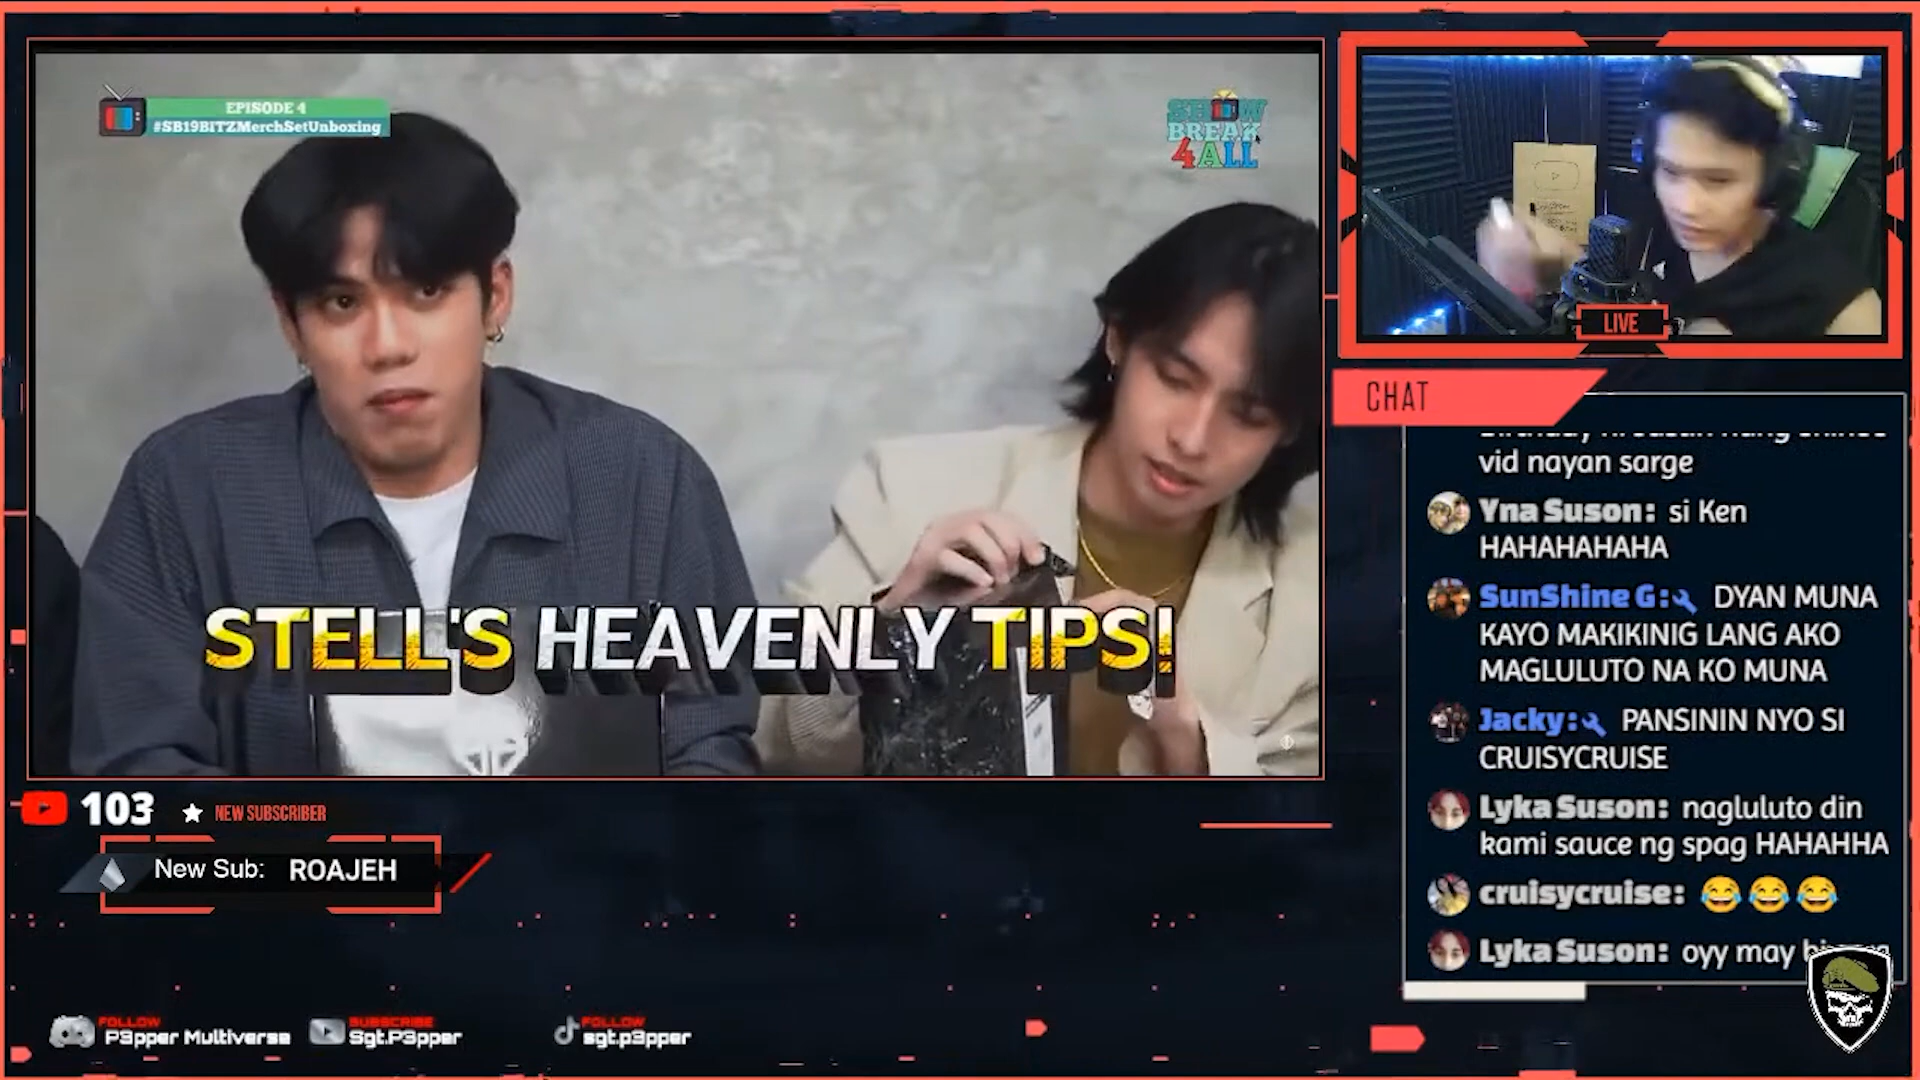 EPISODE 4
#SB19BITZMerchSetUnboxing
SHOW
BREAK
4ALL
STELL'S HEAVENLY TIPS!
LIVE
CHAT
vid nayan sarge
Yna Suson: si Ken
HAHAHAHAHA
SunShine G: DYAN MUNA
KAYO MAKIKINIG LANG AKO
MAGLULUTO NA KO MUNA
Jacky: PANSININ NYO SI
CRUISYCRUISE
Lyka Suson: nagluluto din
kami sauce ng spag HAHAHHA
cruisycruise: 😂😂😂
Lyka Suson: oyy may
103
NEW SUBSCRIBER
New Sub: ROAJEH
FOLLOW
P3pper Multiverse
SUBSCRIBE
Sgt.P3pper
FOLLOW
sgt.p3pper